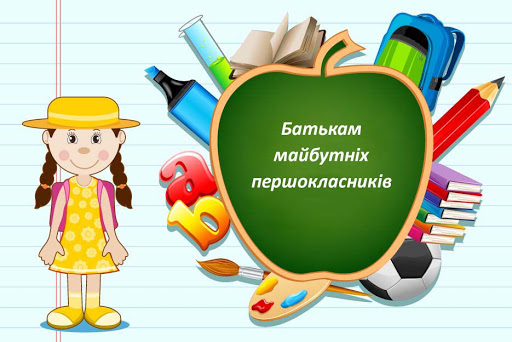 Батькам
майбутніх
першокласників
a
b